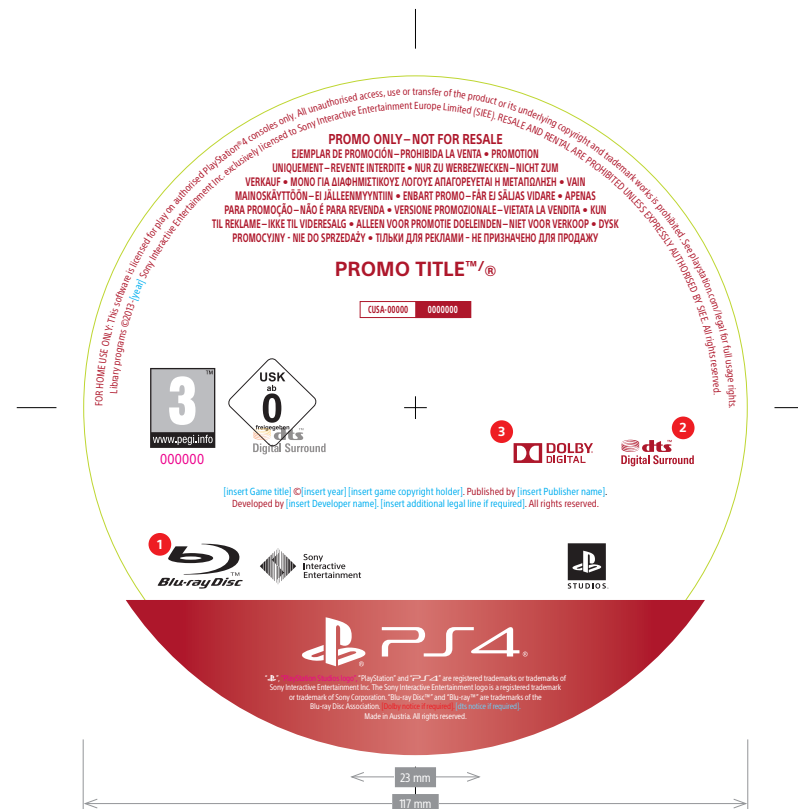 FOR HOME USE ONLY: This software is licensed for play on authorised PlayStation®4 consoles only. All unauthorised access, use or transfer of the product or its underlying copyright and trademark works is prohibited. See playstation.com/legal for full usage rights.
Library programs ©2013-[year] Sony Interactive Entertainment Inc. exclusively licensed to Sony Interactive Entertainment Europe Limited (SIEE). RESALE AND RENTAL ARE PROHIBITED UNLESS EXPRESSLY AUTHORISED BY SIEE. All rights reserved.
PROMO ONLY – NOT FOR RESALE
EJEMPLAR DE PROMOCIÓN – PROHIBIDA LA VENTA • PROMOTION
UNIQUEMENT – REVENTE INTERDITE • NUR ZU WERBEZWECKEN – NICHT ZUM
VERKAUF • ΜΟΝΟ ΓΙΑ ΔΙΑΦΗΜΙΣΤΙΚΟΥΣ ΛΟΓΟΥΣ ΑΠΑΓΟΡΕΥΕΤΑΙ Η ΜΕΤΑΠΩΛΗΣΗ • VAIN
MAINOSKÄYTTÖÖN – EI JÄLLEENMYYNTIIN • ENBART PROMO – FÅR EJ SÄLJAS VIDARE • APENAS
PARA PROMOÇÃO – NÃO É PARA REVENDA • VERSIONE PROMOZIONALE – VIETATA LA VENDITA • KUN
TIL REKLAME – IKKE TIL VIDERESALG • ALLEEN VOOR PROMOTIE DOELEINDEN – NIET VOOR VERKOOP • DYSK
PROMOCYJNY - NIE DO SPRZEDAŻY • ТІЛЬКИ ДЛЯ РЕКЛАМИ – НЕ ПРИЗНАЧЕНО ДЛЯ ПРОДАЖУ
PROMO TITLE™/®
CUSA-00000 0000000
3™
www.pegi.info
000000
USK
ab
0
freigegeben
dts™
Digital Surround
3
DOLBY®
DIGITAL
2
dts™
Digital Surround
[insert Game title] ©[insert year] [insert game copyright holder]. Published by [insert Publisher name].
Developed by [insert Developer name]. [insert additional legal line if required]. All rights reserved.
1
Blu-ray Disc™
Sony
Interactive
Entertainment
STUDIOS
PS4®
" ", "PlayStation Studios logo", "PlayStation" and "PS4" are registered trademarks or trademarks of
Sony Interactive Entertainment Inc. The Sony Interactive Entertainment logo is a registered trademark
or trademark of Sony Corporation. "Blu-ray Disc™" and "Blu-ray™" are trademarks of the
Blu-ray Disc Association. [Dolby notice if required]. [dts notice if required].
Made in Austria. All rights reserved.
23 mm
117 mm